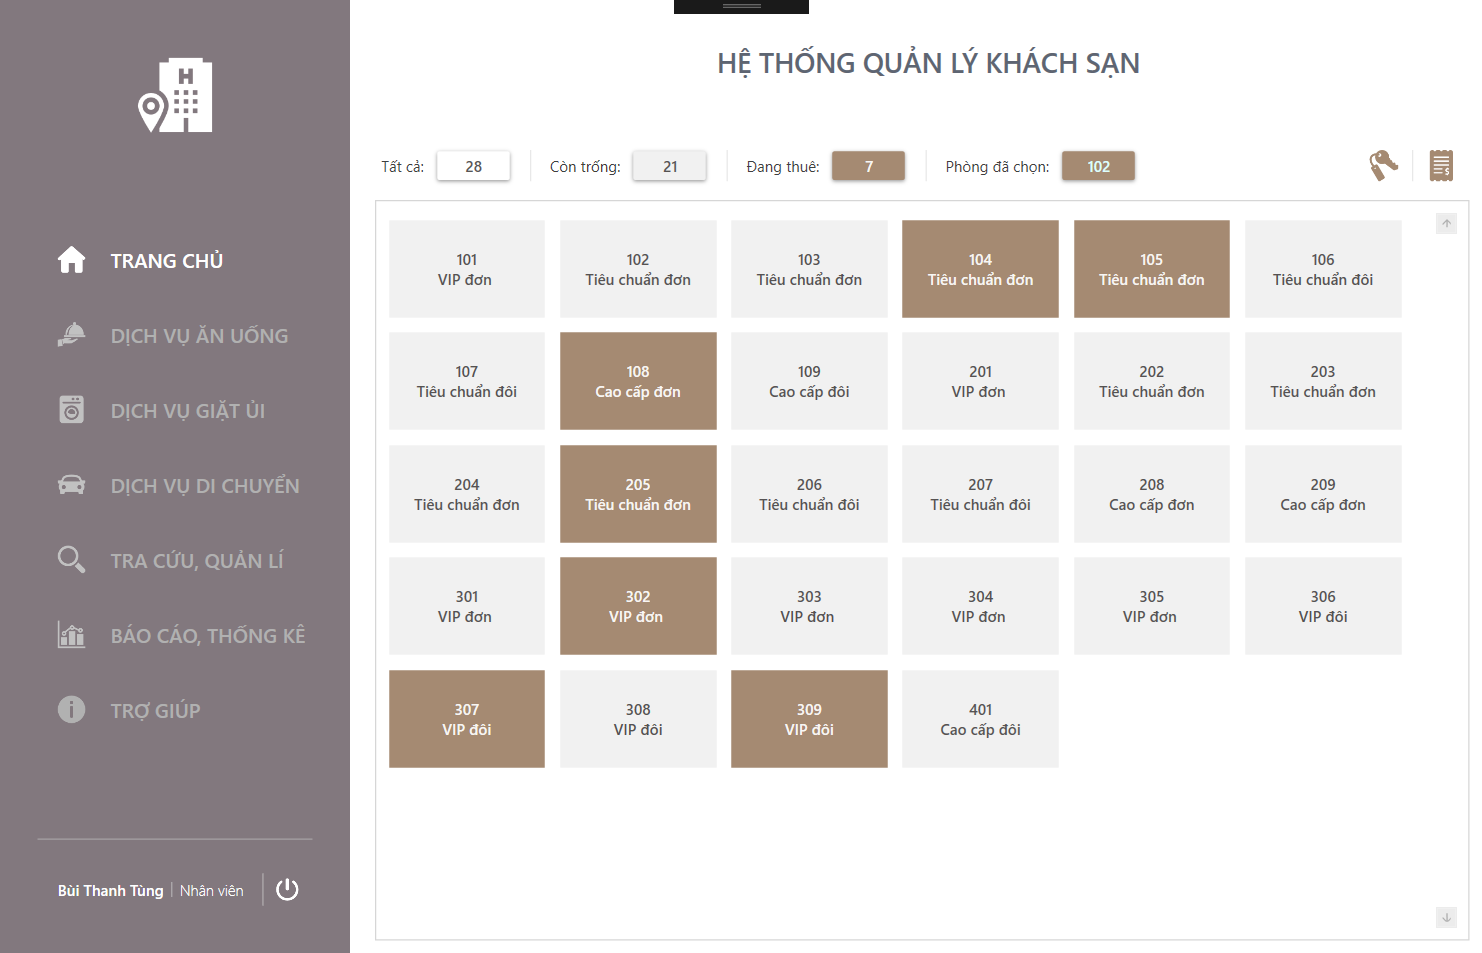 H
HỆ THỐNG QUẢN LÝ KHÁCH SẠN
Tất cả: 28 Còn trống: 21 Đang thuê: 7 Phòng đã chọn: 102
TRANG CHỦ
DỊCH VỤ ĂN UỐNG
DỊCH VỤ GIẶT ỦI
DỊCH VỤ DI CHUYỂN
TRA CỨU, QUẢN LÍ
BÁO CÁO, THỐNG KÊ
TRỢ GIÚP
Bùi Thanh Tùng | Nhân viên
101
VIP đơn
102
Tiêu chuẩn đơn
103
Tiêu chuẩn đơn
104
Tiêu chuẩn đơn
105
Tiêu chuẩn đơn
106
Tiêu chuẩn đôi
107
Tiêu chuẩn đôi
108
Cao cấp đơn
109
Cao cấp đôi
201
VIP đơn
202
Tiêu chuẩn đơn
203
Tiêu chuẩn đơn
204
Tiêu chuẩn đơn
205
Tiêu chuẩn đơn
206
Tiêu chuẩn đôi
207
Tiêu chuẩn đôi
208
Cao cấp đơn
209
Cao cấp đơn
301
VIP đơn
302
VIP đơn
303
VIP đơn
304
VIP đơn
305
VIP đơn
306
VIP đôi
307
VIP đôi
308
VIP đôi
309
VIP đôi
401
Cao cấp đôi